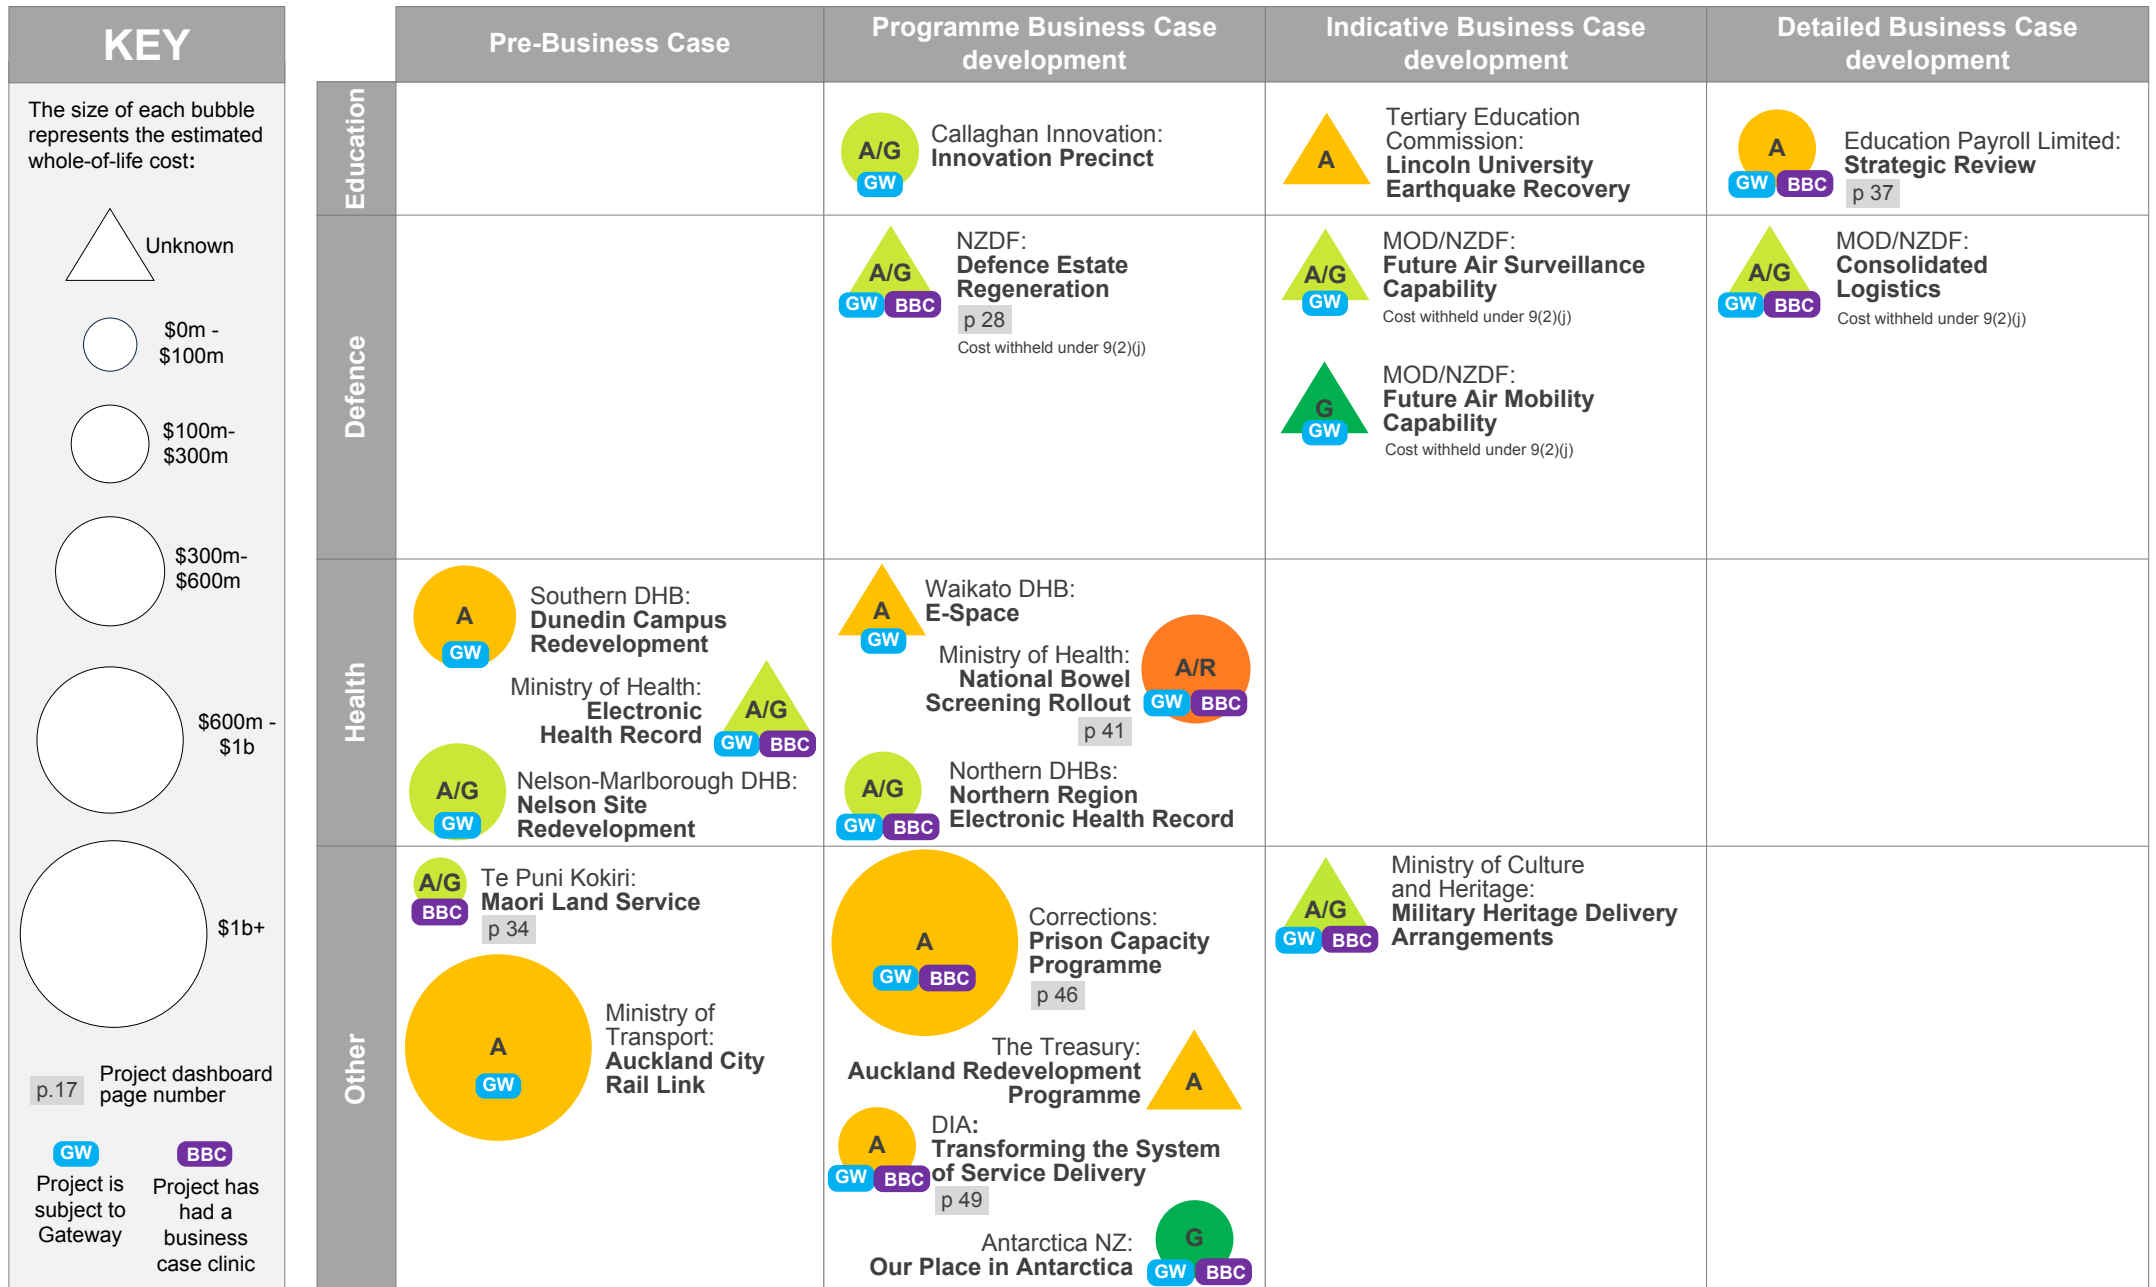 KEY
The size of each bubble
represents the estimated
whole-of-life cost:
Unknown
$0m -
$100m
$100m-
$300m
$300m-
$600m
$600m -
$1b
$1b+
p.17
Project dashboard
page number
GW
Project is
subject to
Gateway
BBC
Project has
had a
business
case clinic
Pre-Business Case
Programme Business Case
development
Indicative Business Case
development
Detailed Business Case
development
Education
A/G
GW
Callaghan Innovation:
Innovation Precinct
A
Tertiary Education
Commission:
Lincoln University
Earthquake Recovery
A
GW BBC
Education Payroll Limited:
Strategic Review
p 37
Defence
A/G
GW BBC
NZDF:
Defence Estate
Regeneration
p 28
Cost withheld under 9(2)(j)
A/G
GW
MOD/NZDF:
Future Air Surveillance
Capability
Cost withheld under 9(2)(j)
G
GW
MOD/NZDF:
Future Air Mobility
Capability
Cost withheld under 9(2)(j)
A/G
GW BBC
MOD/NZDF:
Consolidated
Logistics
Cost withheld under 9(2)(j)
Health
A
GW
Southern DHB:
Dunedin Campus
Redevelopment
Ministry of Health:
Electronic
Health Record
A/G
GW BBC
A/G
GW
Nelson-Marlborough DHB:
Nelson Site
Redevelopment
A
GW
Waikato DHB:
E-Space
Ministry of Health:
National Bowel
Screening Rollout
p 41
A/R
GW BBC
A/G
GW BBC
Northern DHBs:
Northern Region
Electronic Health Record
Other
A/G
BBC
Te Puni Kokiri:
Maori Land Service
p 34
A
GW
Ministry of
Transport:
Auckland City
Rail Link
A
GW BBC
Corrections:
Prison Capacity
Programme
p 46
The Treasury:
Auckland Redevelopment
Programme
A
A
GW BBC
DIA:
Transforming the System
of Service Delivery
p 49
Antarctica NZ:
Our Place in Antarctica
G
GW BBC
A/G
GW BBC
Ministry of Culture
and Heritage:
Military Heritage Delivery
Arrangements